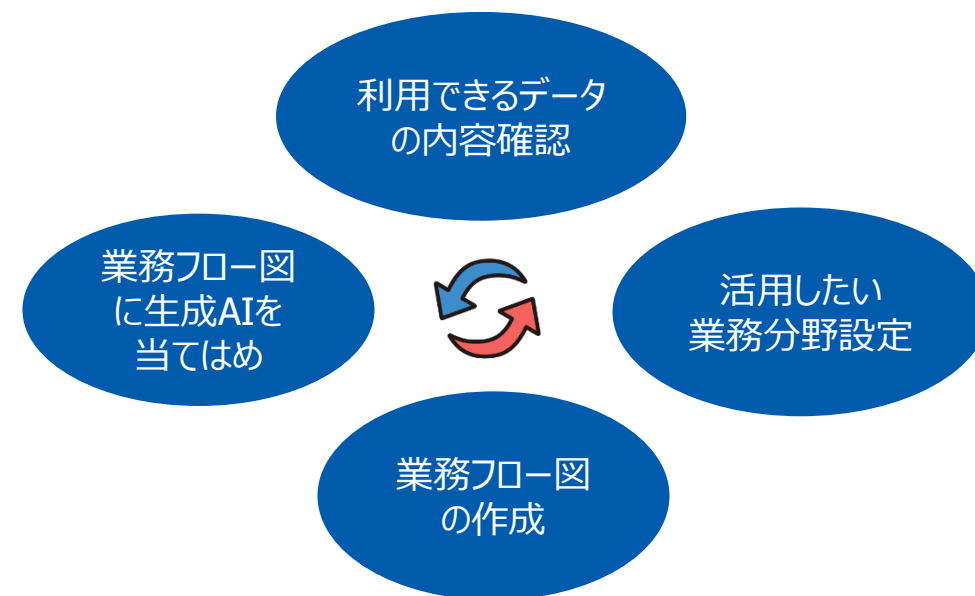 利用できるデータ
の内容確認
業務フロー図
に生成AIを
当てはめ
活用したい
業務分野設定
業務フロー図
の作成